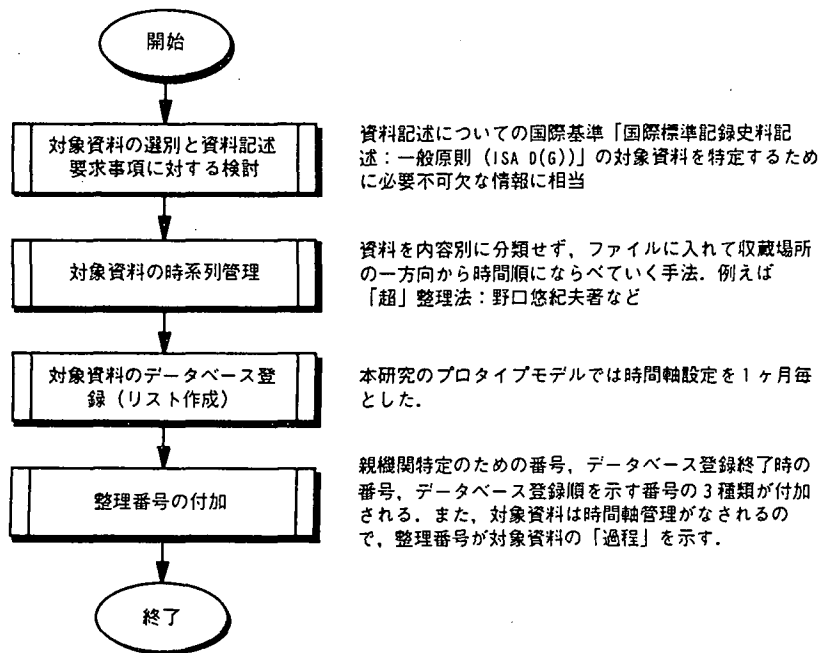 開始
対象資料の選別と資料記述
要求事項に対する検討
資料記述についての国際基準「国際標準記録史料記
述：一般原則（ISA D(G)）」の対象資料を特定するため
に必要不可欠な情報に相当
対象資料の時系列管理
資料を内容別に分類せず，ファイルに入れて収蔵場所
の一方向から時間順にならべていく手法．例えば
「超」整理法：野口悠紀夫著など
対象資料のデータベース登
録（リスト作成）
本研究のプロタイプモデルでは時間軸設定を1ヶ月毎
とした．
整理番号の付加
親機関特定のための番号，データベース登録終了時の
番号，データベース登録順を示す番号の3種類が付加
される．また，対象資料は時間軸管理がなされるの
で，整理番号が対象資料の「過程」を示す．
終了